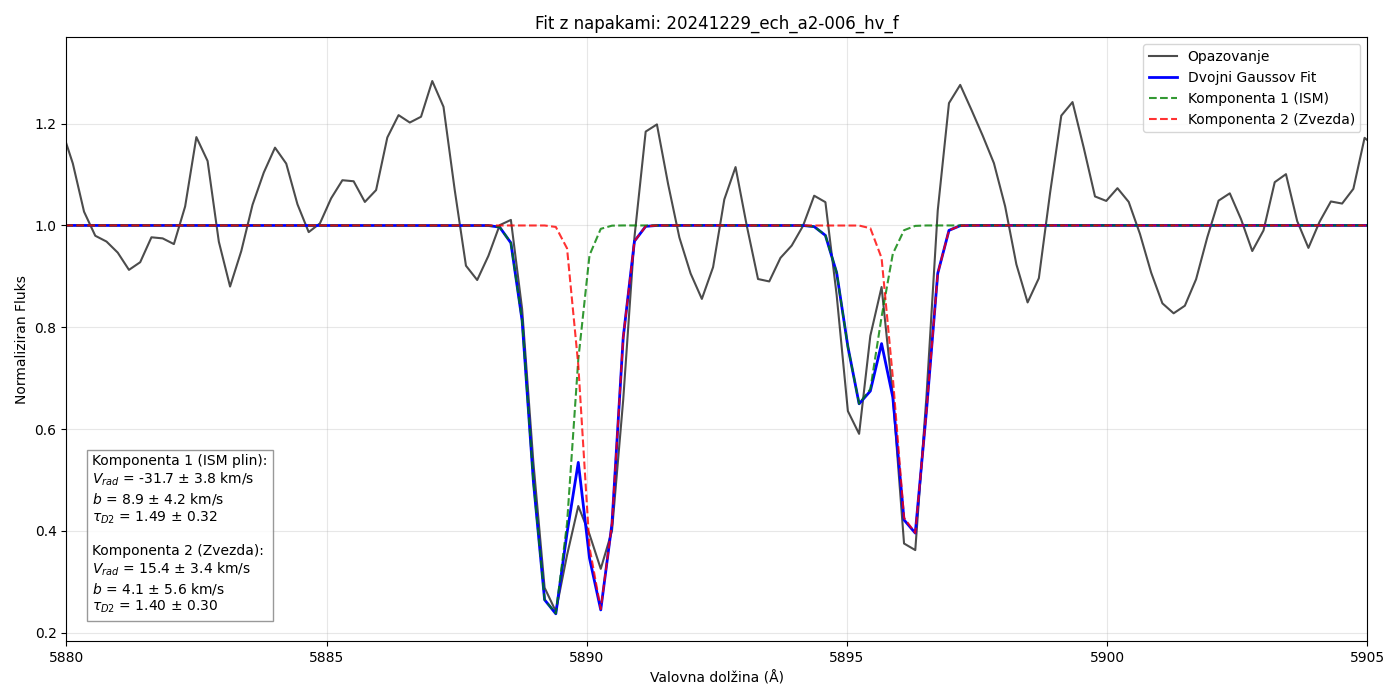 Fit z napakami: 20241229_ech_a2-006_hv_f
Opazovanje
Dvojni Gaussov Fit
Komponenta 1 (ISM)
Komponenta 2 (Zvezda)
Normaliziran Fluks
1.2
1.0
0.8
0.6
0.4
0.2
Komponenta 1 (ISM plin):
V_rad = -31.7 ± 3.8 km/s
b = 8.9 ± 4.2 km/s
τ_D2 = 1.49 ± 0.32
Komponenta 2 (Zvezda):
V_rad = 15.4 ± 3.4 km/s
b = 4.1 ± 5.6 km/s
τ_D2 = 1.40 ± 0.30
5880 5885 5890 5895 5900 5905
Valovna dolžina (Å)